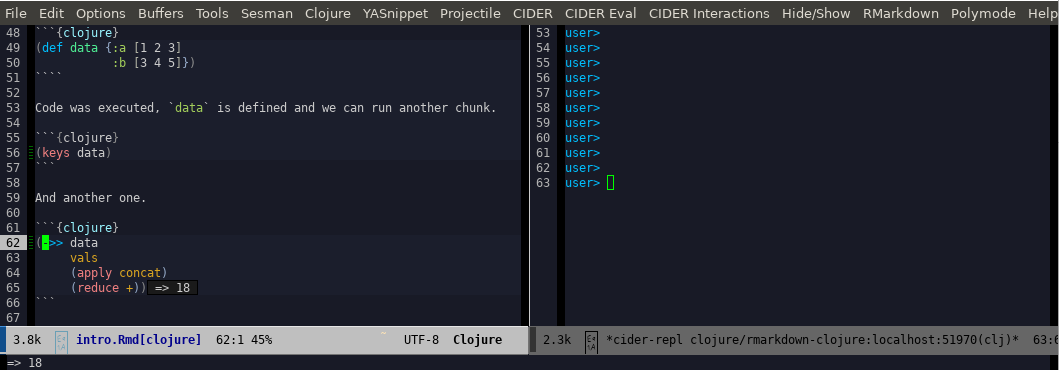 File Edit Options Buffers Tools Sesman Clojure YASnippet Projectile CIDER CIDER Eval CIDER Interactions Hide/Show RMarkdown Polymode Help
48 ```{clojure}
49 (def data {:a [1 2 3]
50           :b [3 4 5]})
51 ````
52
53 Code was executed, `data` is defined and we can run another chunk.
54
55 ```{clojure}
56 (keys data)
57 ```
58
59 And another one.
60
61 ```{clojure}
62 (->> data
63      vals
64      (apply concat)
65      (reduce +)) => 18
66 ```
67
53 user>
54 user>
55 user>
56 user>
57 user>
58 user>
59 user>
60 user>
61 user>
62 user>
63 user>
3.8k intro.Rmd[clojure] 62:1 45% UTF-8 Clojure
2.3k *cider-repl clojure/rmarkdown-clojure:localhost:51970(clj)* 63:6
=> 18